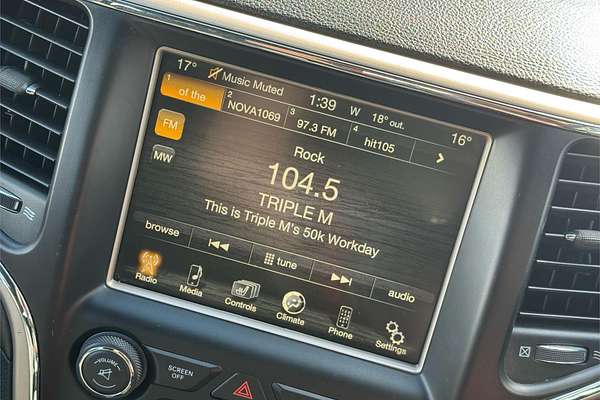 17° Music Muted 1:39 W 18° out. 16°
1 of the 2 NOVA1069 3 97.3 FM 4 hit105 >
FM
MW
Rock
104.5
TRIPLE M
This is Triple M's 50k Workday
browse tune audio
Radio Media Controls Climate Phone Settings
VOLUME
SCREEN OFF